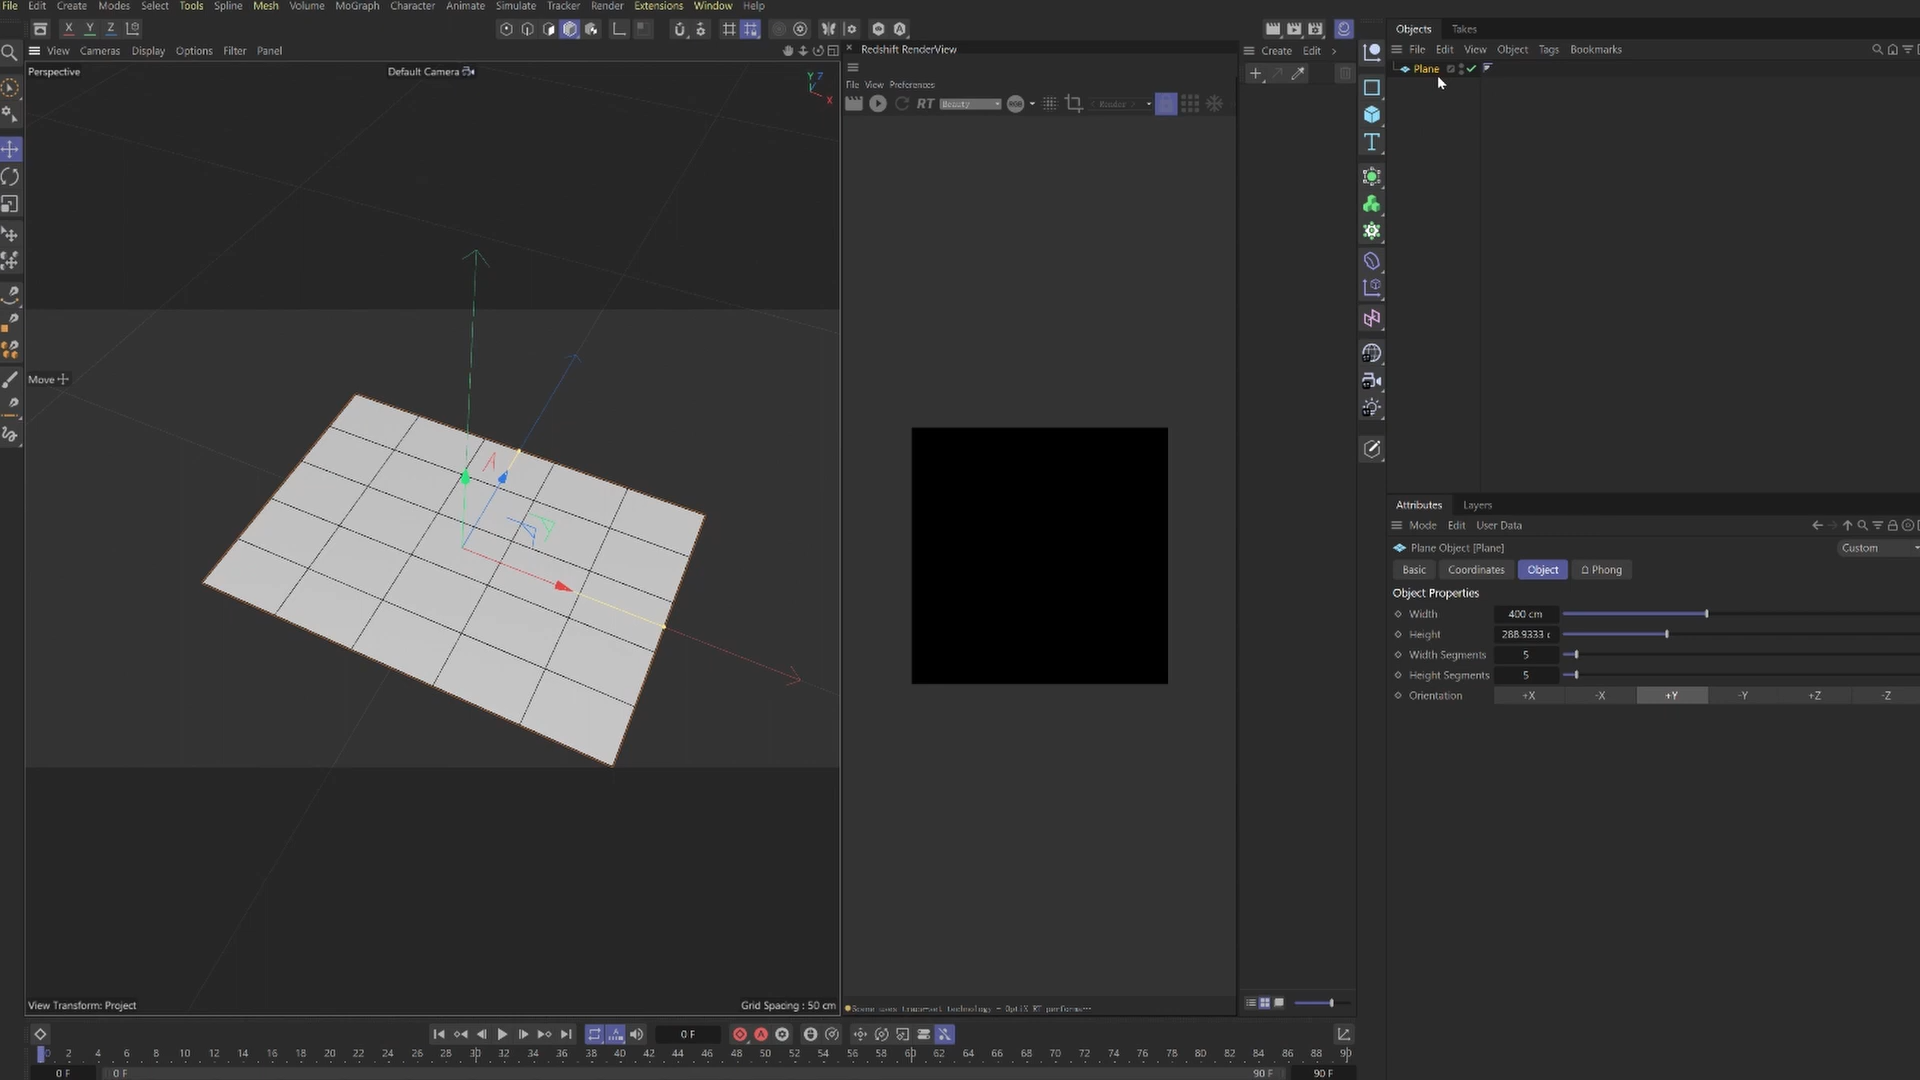 File Edit Create Modes Select Tools Spline Mesh Volume MoGraph Character Animate Simulate Tracker Render Extensions Window Help
X Y Z
View Cameras Display Options Filter Panel
Perspective
Default Camera
Y Z
X
Move
View Transform: Project
Grid Spacing : 50 cm
Redshift RenderView
File View Preferences
RT Beauty RGB < Render >
Create Edit
Objects Takes
File Edit View Object Tags Bookmarks
Plane
Attributes Layers
Mode Edit User Data
Plane Object [Plane]
Custom
Basic Coordinates Object Phong
Object Properties
Width 400 cm
Height 288.9333 c
Width Segments 5
Height Segments 5
Orientation +X -X +Y -Y +Z -Z
0 F
0 2 4 6 8 10 12 14 16 18 20 22 24 26 28 30 32 34 36 38 40 42 44 46 48 50 52 54 56 58 60 62 64 66 68 70 72 74 76 78 80 82 84 86 88 90
0 F 0 F 90 F 90 F